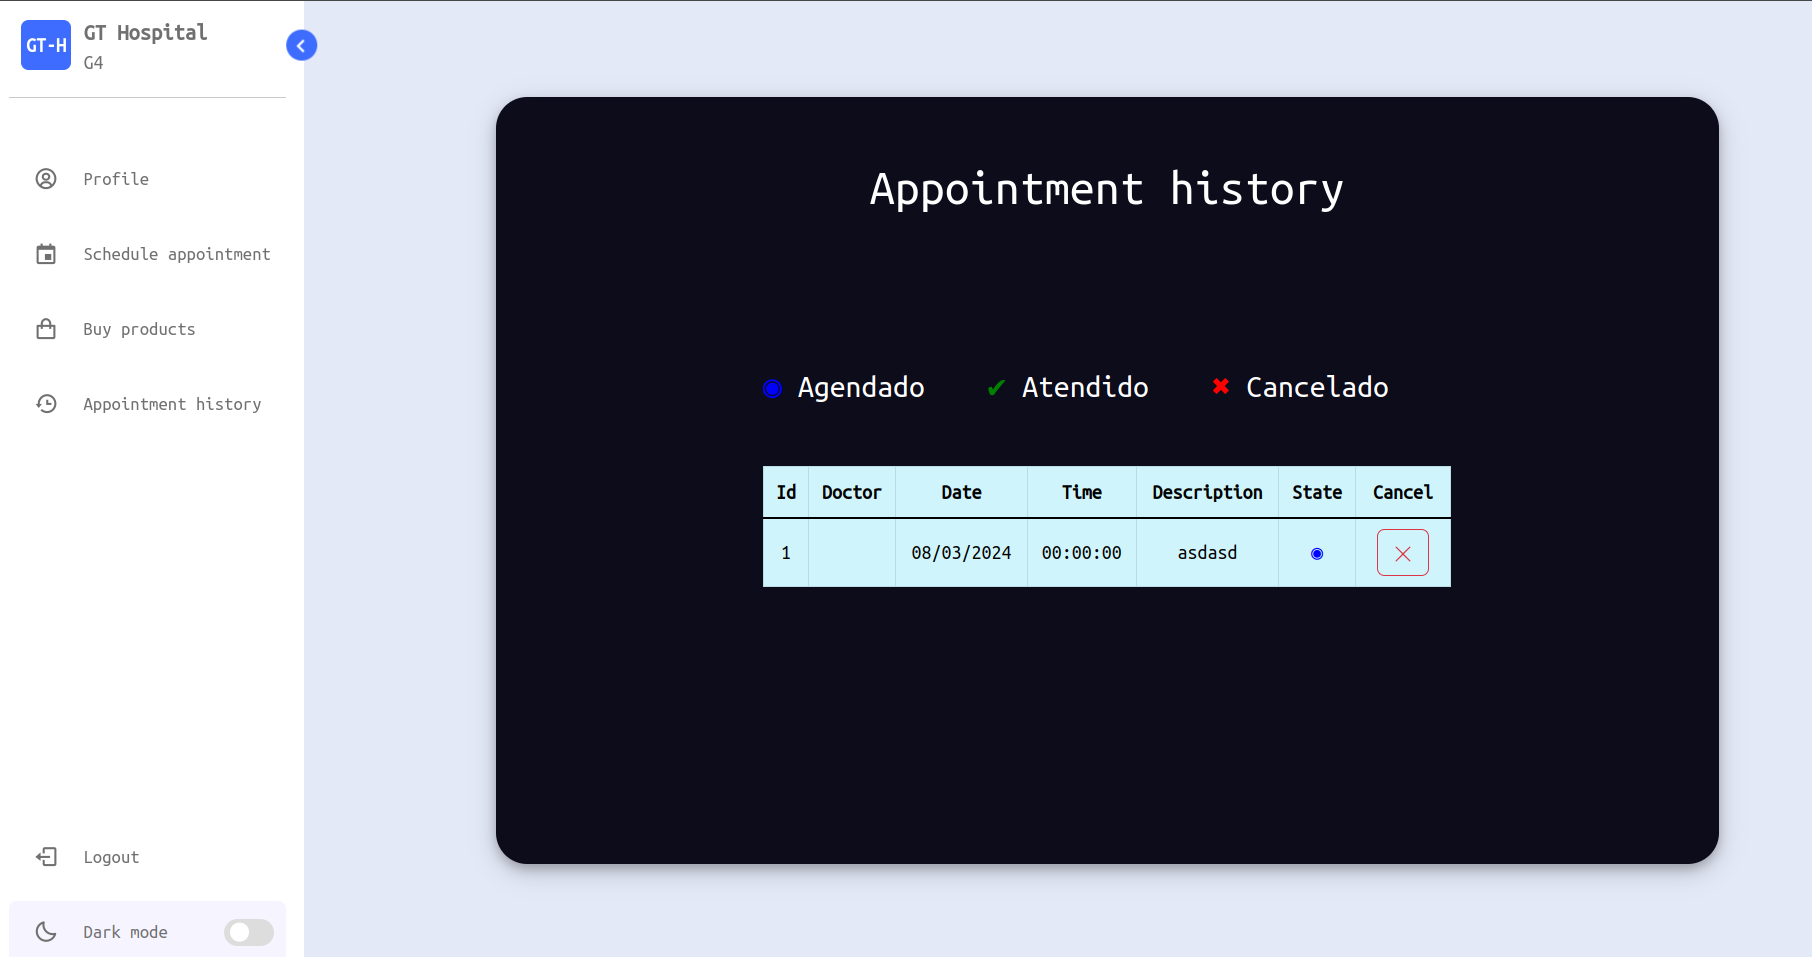 GT-H
GT Hospital
G4
Profile
Schedule appointment
Buy products
Appointment history
Logout
Dark mode
Appointment history
◉ Agendado ✔ Atendido ✖ Cancelado
Id Doctor Date Time Description State Cancel
1 08/03/2024 00:00:00 asdasd ◉